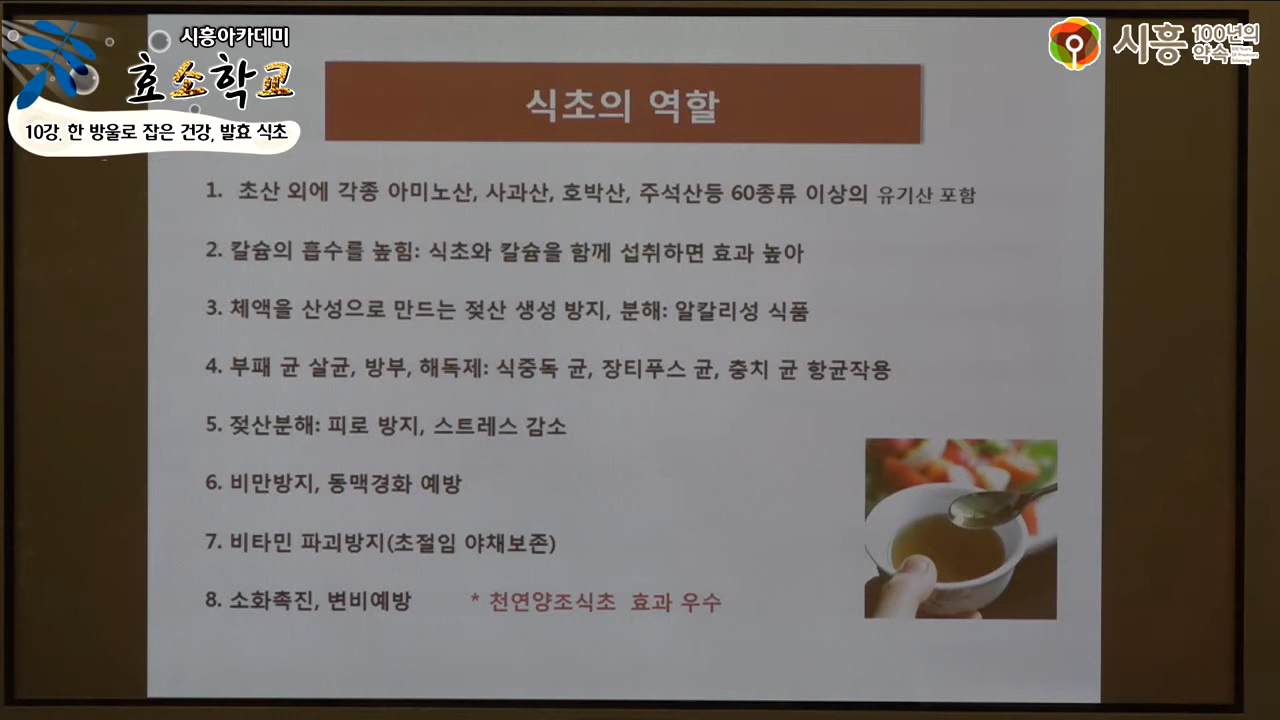 시흥아카데미
효소학교
10강. 한 방울로 잡은 건강, 발효 식초
시흥 100년의 약속
식초의 역할
1. 초산 외에 각종 아미노산, 사과산, 호박산, 주석산등 60종류 이상의 유기산 포함
2. 칼슘의 흡수를 높힘: 식초와 칼슘을 함께 섭취하면 효과 높아
3. 체액을 산성으로 만드는 젖산 생성 방지, 분해: 알칼리성 식품
4. 부패 균 살균, 방부, 해독제: 식중독 균, 장티푸스 균, 충치 균 항균작용
5. 젖산분해: 피로 방지, 스트레스 감소
6. 비만방지, 동맥경화 예방
7. 비타민 파괴방지(초절임 야채보존)
8. 소화촉진, 변비예방 * 천연양조식초 효과 우수